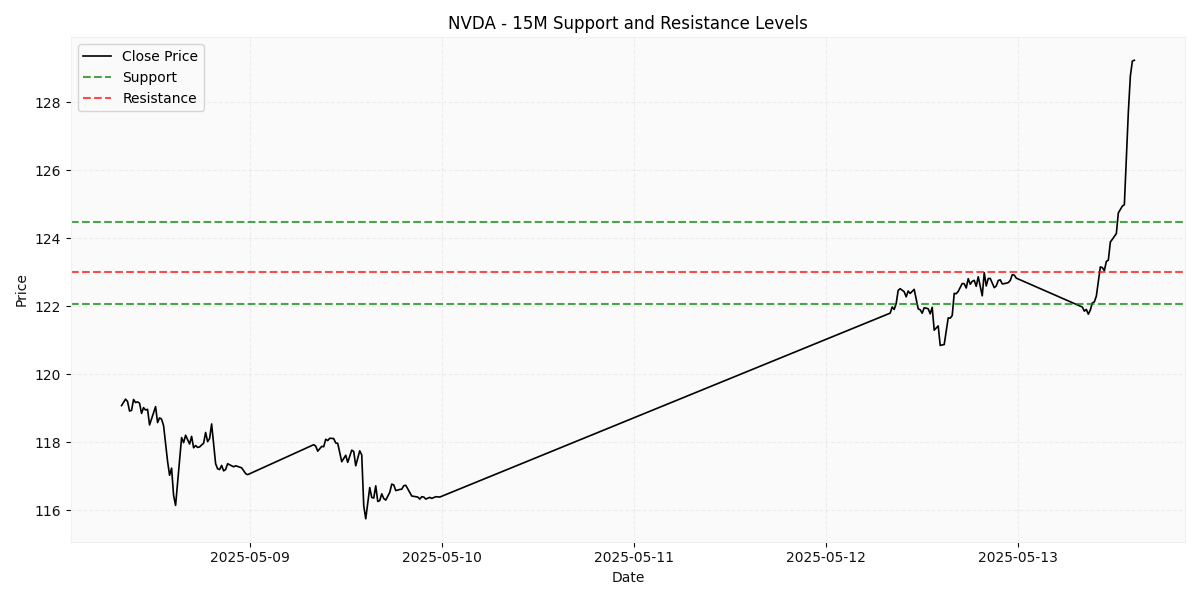 NVDA - 15M Support and Resistance Levels
Close Price
Support
Resistance
Price
128
126
124
122
120
118
116
2025-05-09
2025-05-10
2025-05-11
2025-05-12
2025-05-13
Date